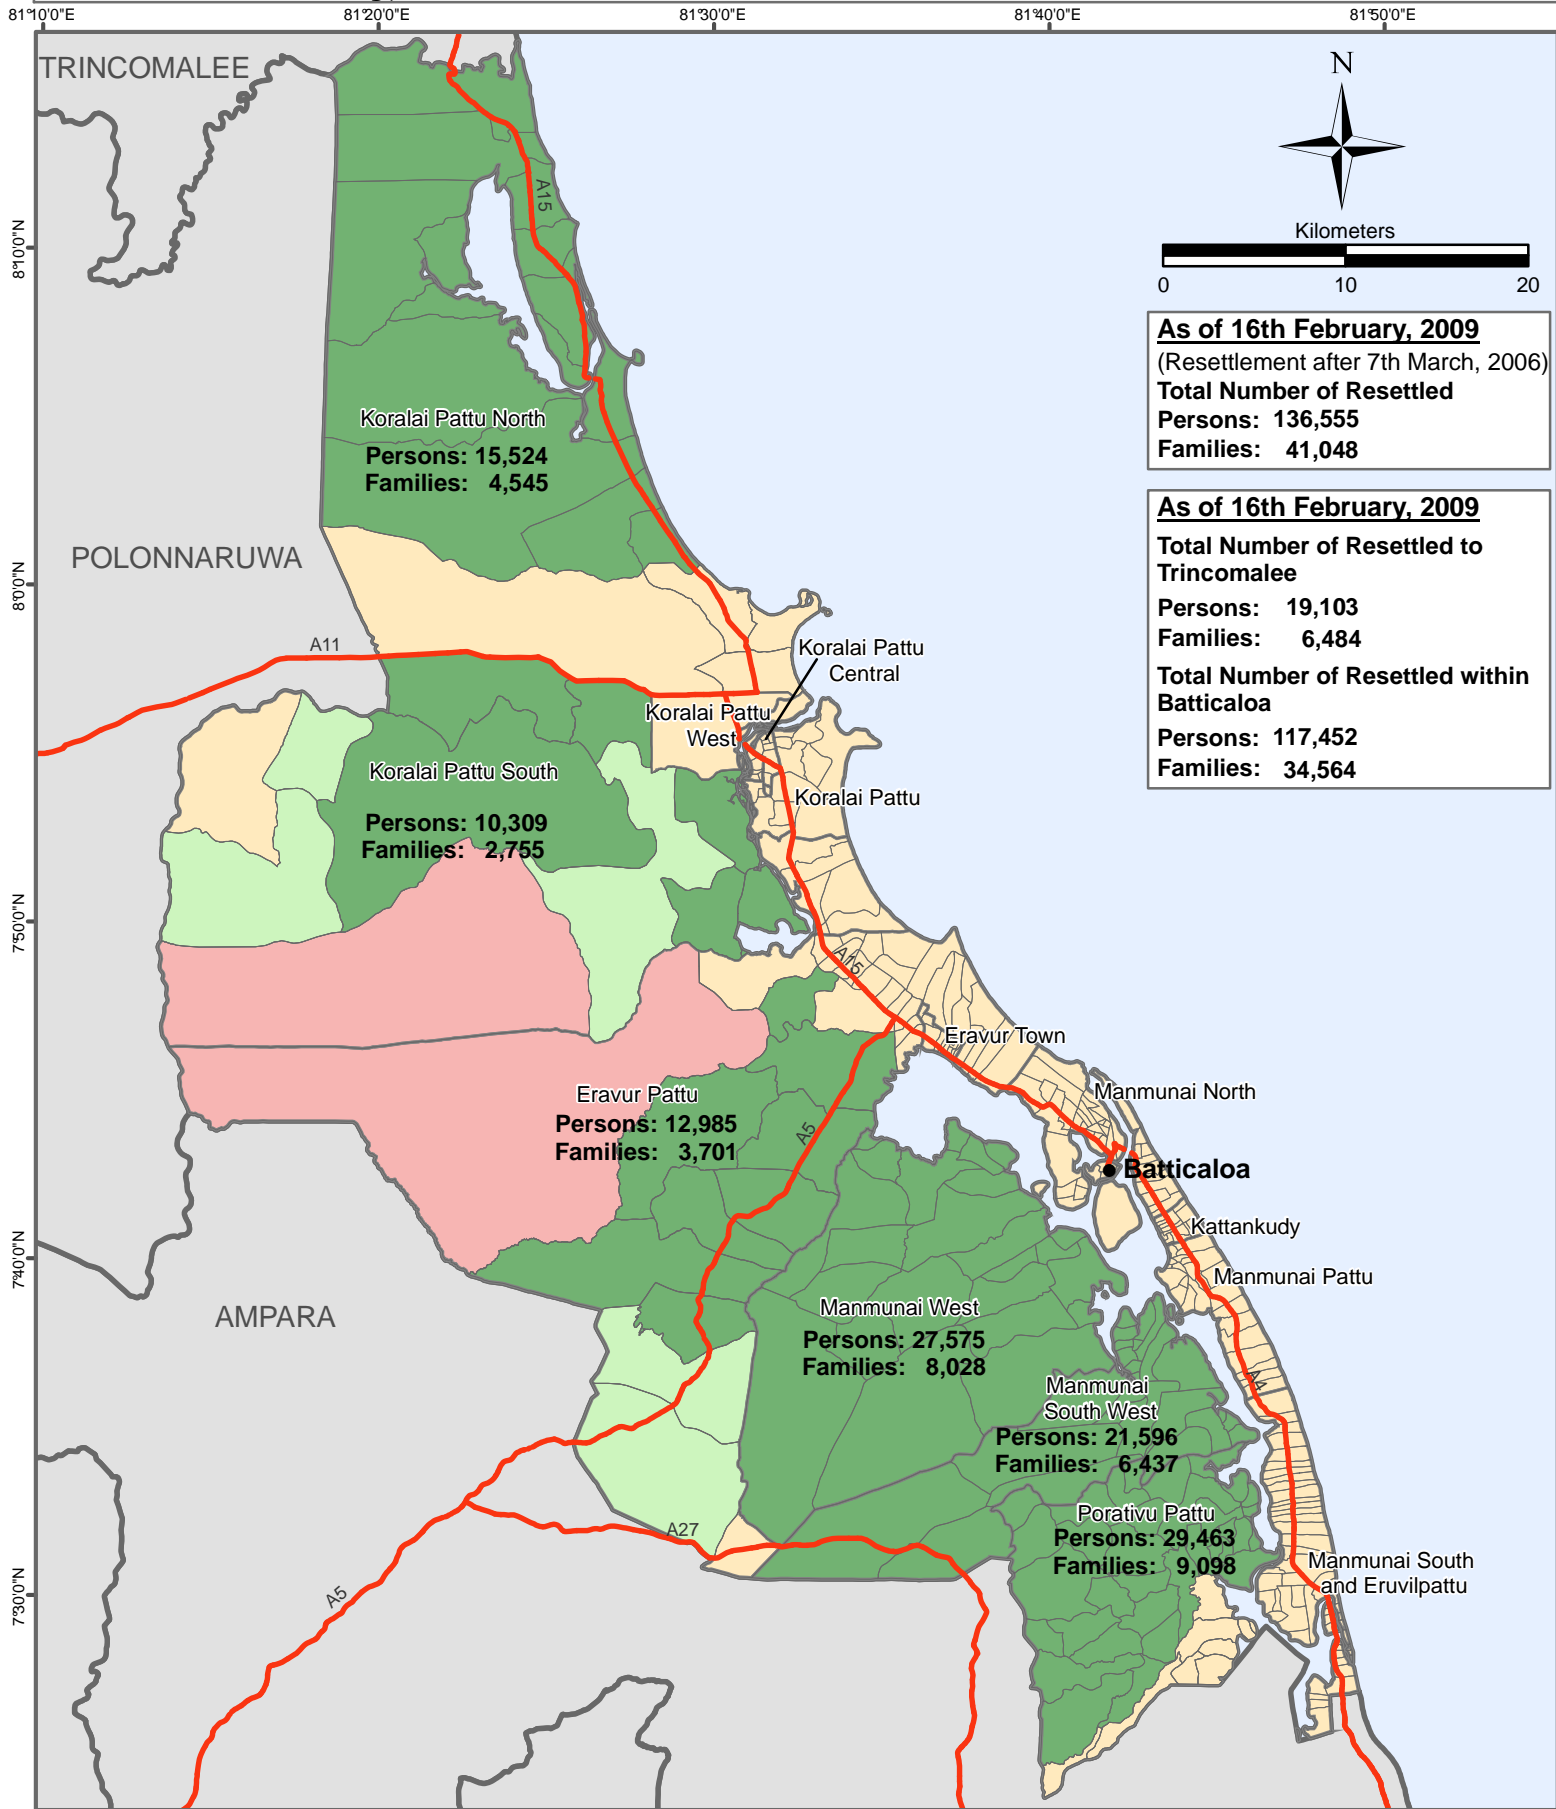 81°10'0"E
81°20'0"E
81°30'0"E
81°40'0"E
81°50'0"E
TRINCOMALEE
N
Kilometers
0 10 20
8°10'0"N
8°0'0"N
7°50'0"N
7°40'0"N
7°30'0"N
As of 16th February, 2009
(Resettlement after 7th March, 2006)
Total Number of Resettled
Persons: 136,555
Families: 41,048
As of 16th February, 2009
Total Number of Resettled to
Trincomalee
Persons: 19,103
Families: 6,484
Total Number of Resettled within
Batticaloa
Persons: 117,452
Families: 34,564
A15
Koralai Pattu North
Persons: 15,524
Families: 4,545
POLONNARUWA
A11
Koralai Pattu
Central
Koralai Pattu
West
Koralai Pattu South
Persons: 10,309
Families: 2,755
Koralai Pattu
A15
Eravur Town
Eravur Pattu
Persons: 12,985
Families: 3,701
A5
Manmunai North
Batticaloa
Kattankudy
Manmunai Pattu
AMPARA
Manmunai West
Persons: 27,575
Families: 8,028
A4
Manmunai
South West
Persons: 21,596
Families: 6,437
Porativu Pattu
Persons: 29,463
Families: 9,098
A27
Manmunai South
and Eruvilpattu
A5